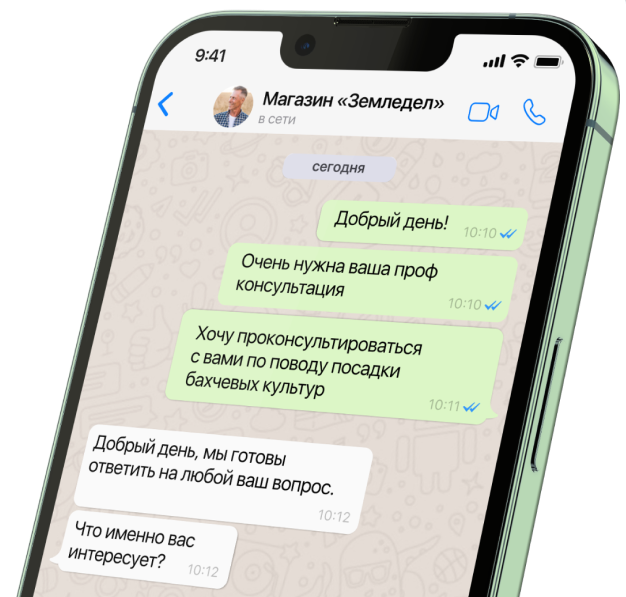 9:41
Магазин «Земледел»
в сети
сегодня
Добрый день!
10:10
Очень нужна ваша проф
консультация
10:10
Хочу проконсультироваться
с вами по поводу посадки
бахчевых культур
10:11
Добрый день, мы готовы
ответить на любой ваш вопрос.
10:12
Что именно вас
интересует?
10:12